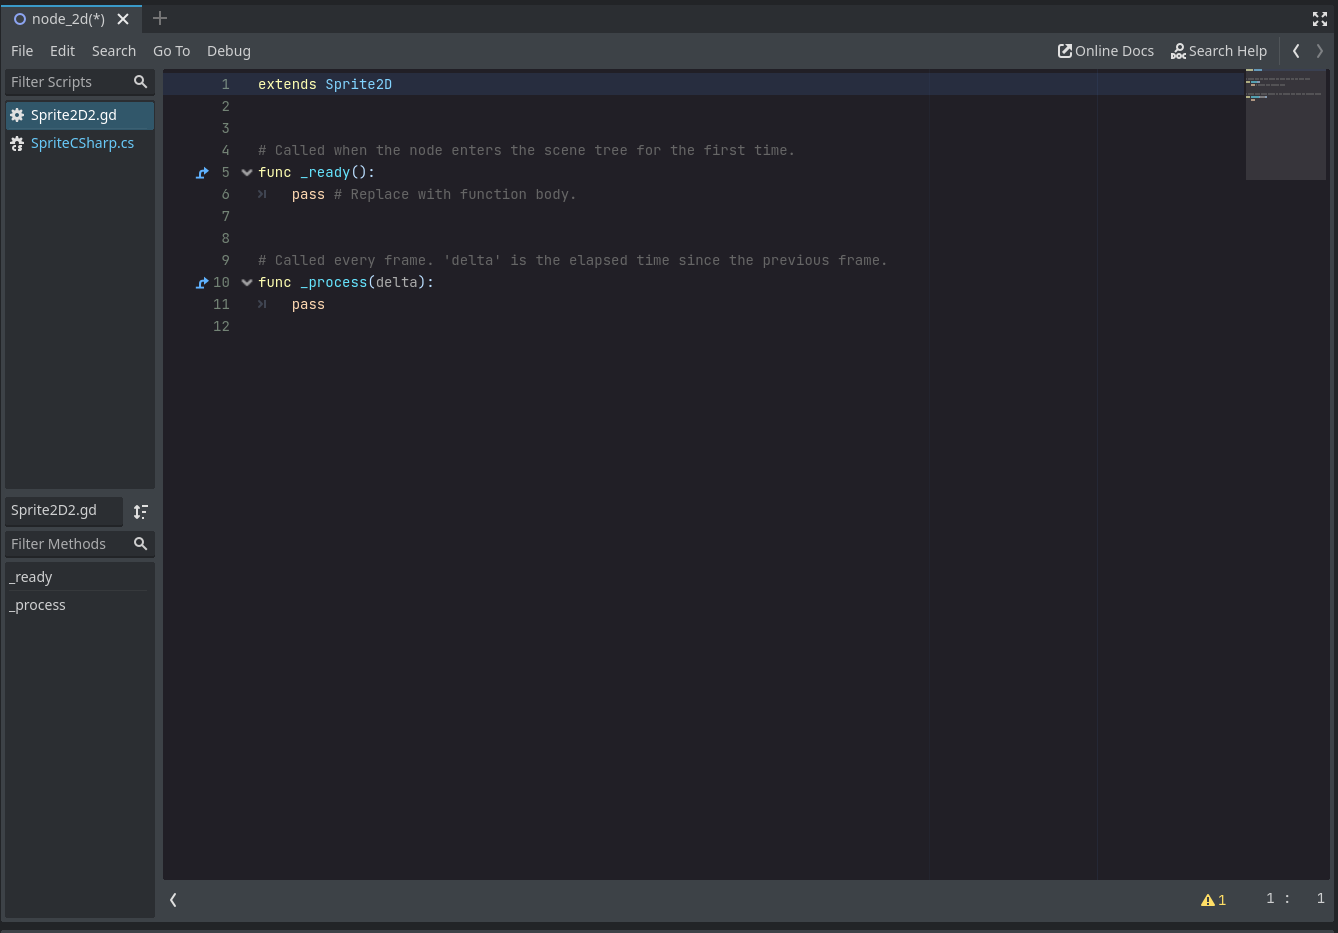 node_2d(*)
File Edit Search Go To Debug Online Docs Search Help
Filter Scripts
Sprite2D2.gd
SpriteCSharp.cs
Sprite2D2.gd
Filter Methods
_ready
_process
1 extends Sprite2D
2
3
4 # Called when the node enters the scene tree for the first time.
5 func _ready():
6 pass # Replace with function body.
7
8
9 # Called every frame. 'delta' is the elapsed time since the previous frame.
10 func _process(delta):
11 pass
12
1 1 : 1